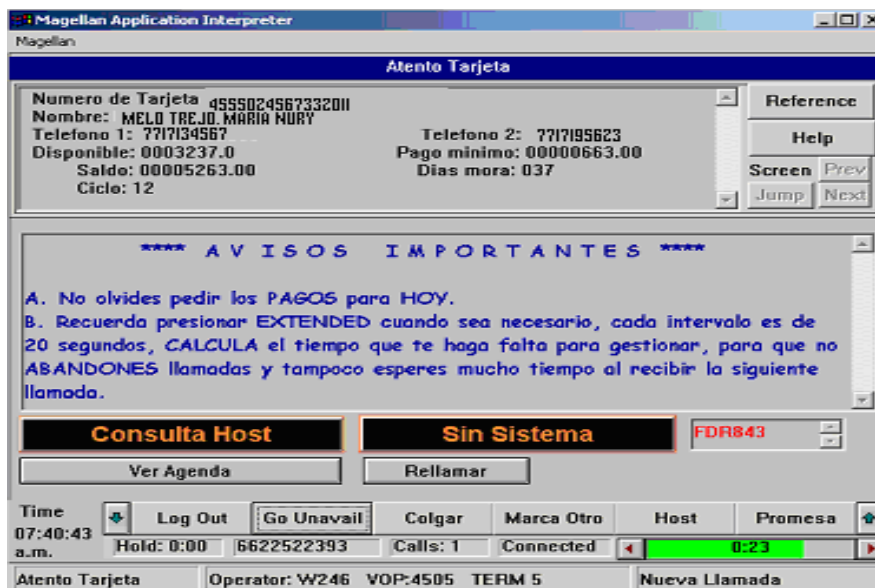 Magellan Application Interpreter
Magellan
Atento Tarjeta
Numero de Tarjeta 4555024567332011
Nombre: MELO TREJO, MARIA NURY
Telefono 1: 7717134567 Telefono 2: 7717195623
Disponible: 0003237.0 Pago minimo: 00000663.00
Saldo: 00005263.00 Dias mora: 037
Ciclo: 12
Reference
Help
Screen Prev
Jump Next
**** A V I S O S I M P O R T A N T E S ****
A. No olvides pedir los PAGOS para HOY.
B. Recuerda presionar EXTENDED cuando sea necesario, cada intervalo es de
20 segundos, CALCULA el tiempo que te haga falta para gestionar, para que no
ABANDONES llamadas y tampoco esperes mucho tiempo al recibir la siguiente
llamada.
Consulta Host Sin Sistema FDR843
Ver Agenda Rellamar
Time
07:40:43
a.m.
Log Out Go Unavail Colgar Marca Otro Host Promesa
Hold: 0:00 6622522393 Calls: 1 Connected 0:23
Atento Tarjeta Operator: W246 VOP:4505 TERM 5 Nueva Llamada